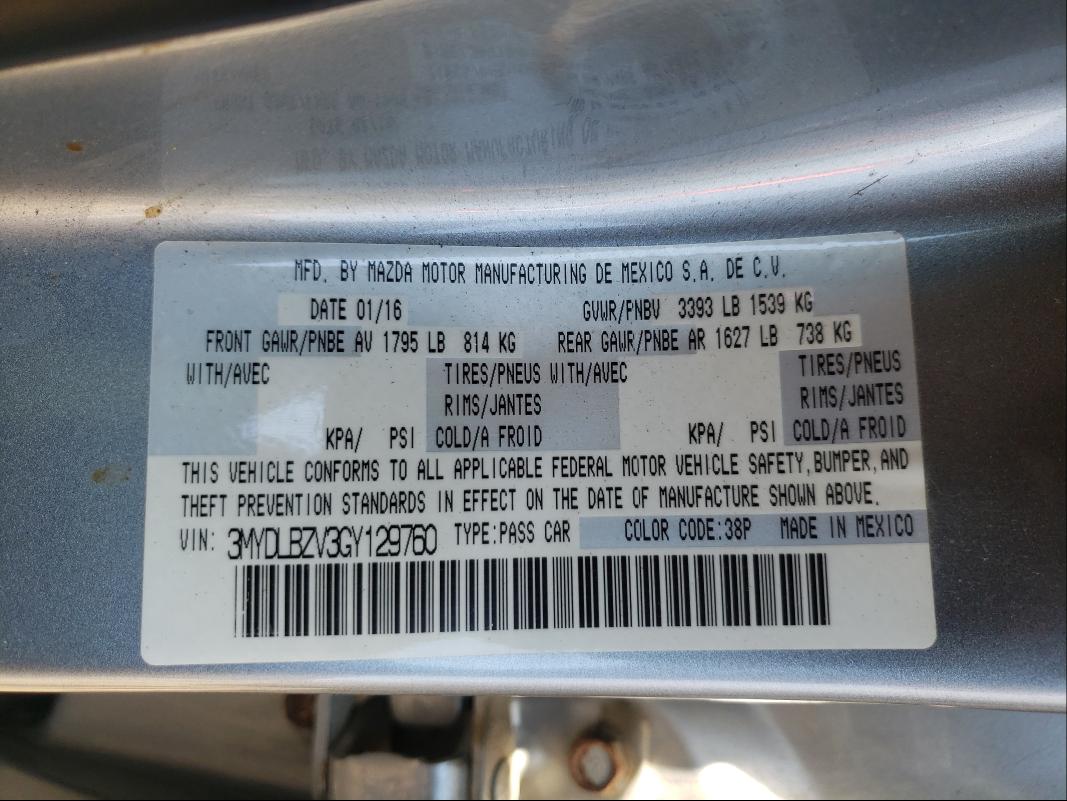 MFD. BY MAZDA MOTOR MANUFACTURING DE MEXICO S.A. DE C.V.
DATE 01/16 GVWR/PNBV 3393 LB 1539 KG
FRONT GAWR/PNBE AV 1795 LB 814 KG REAR GAWR/PNBE AR 1627 LB 738 KG
WITH/AVEC TIRES/PNEUS WITH/AVEC TIRES/PNEUS
RIMS/JANTES RIMS/JANTES
KPA/ PSI COLD/A FROID KPA/ PSI COLD/A FROID
THIS VEHICLE CONFORMS TO ALL APPLICABLE FEDERAL MOTOR VEHICLE SAFETY, BUMPER, AND
THEFT PREVENTION STANDARDS IN EFFECT ON THE DATE OF MANUFACTURE SHOWN ABOVE.
VIN: 3MYDLBZV3GY129760 TYPE:PASS CAR COLOR CODE:38P MADE IN MEXICO